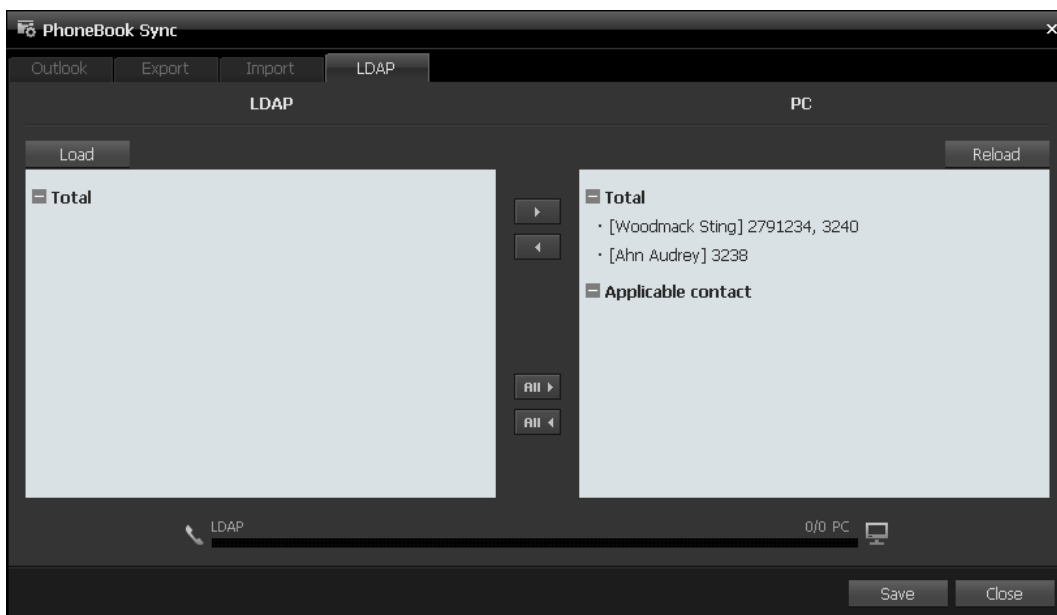 PhoneBook Sync
Outlook Export Import LDAP
LDAP PC
Load Reload
Total
Total
· [Woodmack Sting] 2791234, 3240
· [Ahn Audrey] 3238
Applicable contact
All
All
LDAP 0/0 PC
Save Close